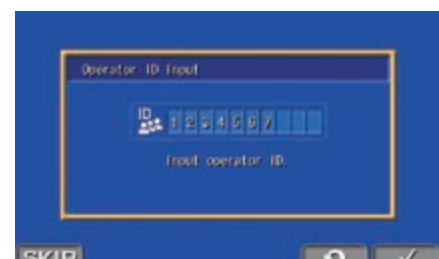 Operator ID Input
ID 1 2 3 4 5 6 7
Input operator ID.
SKIP